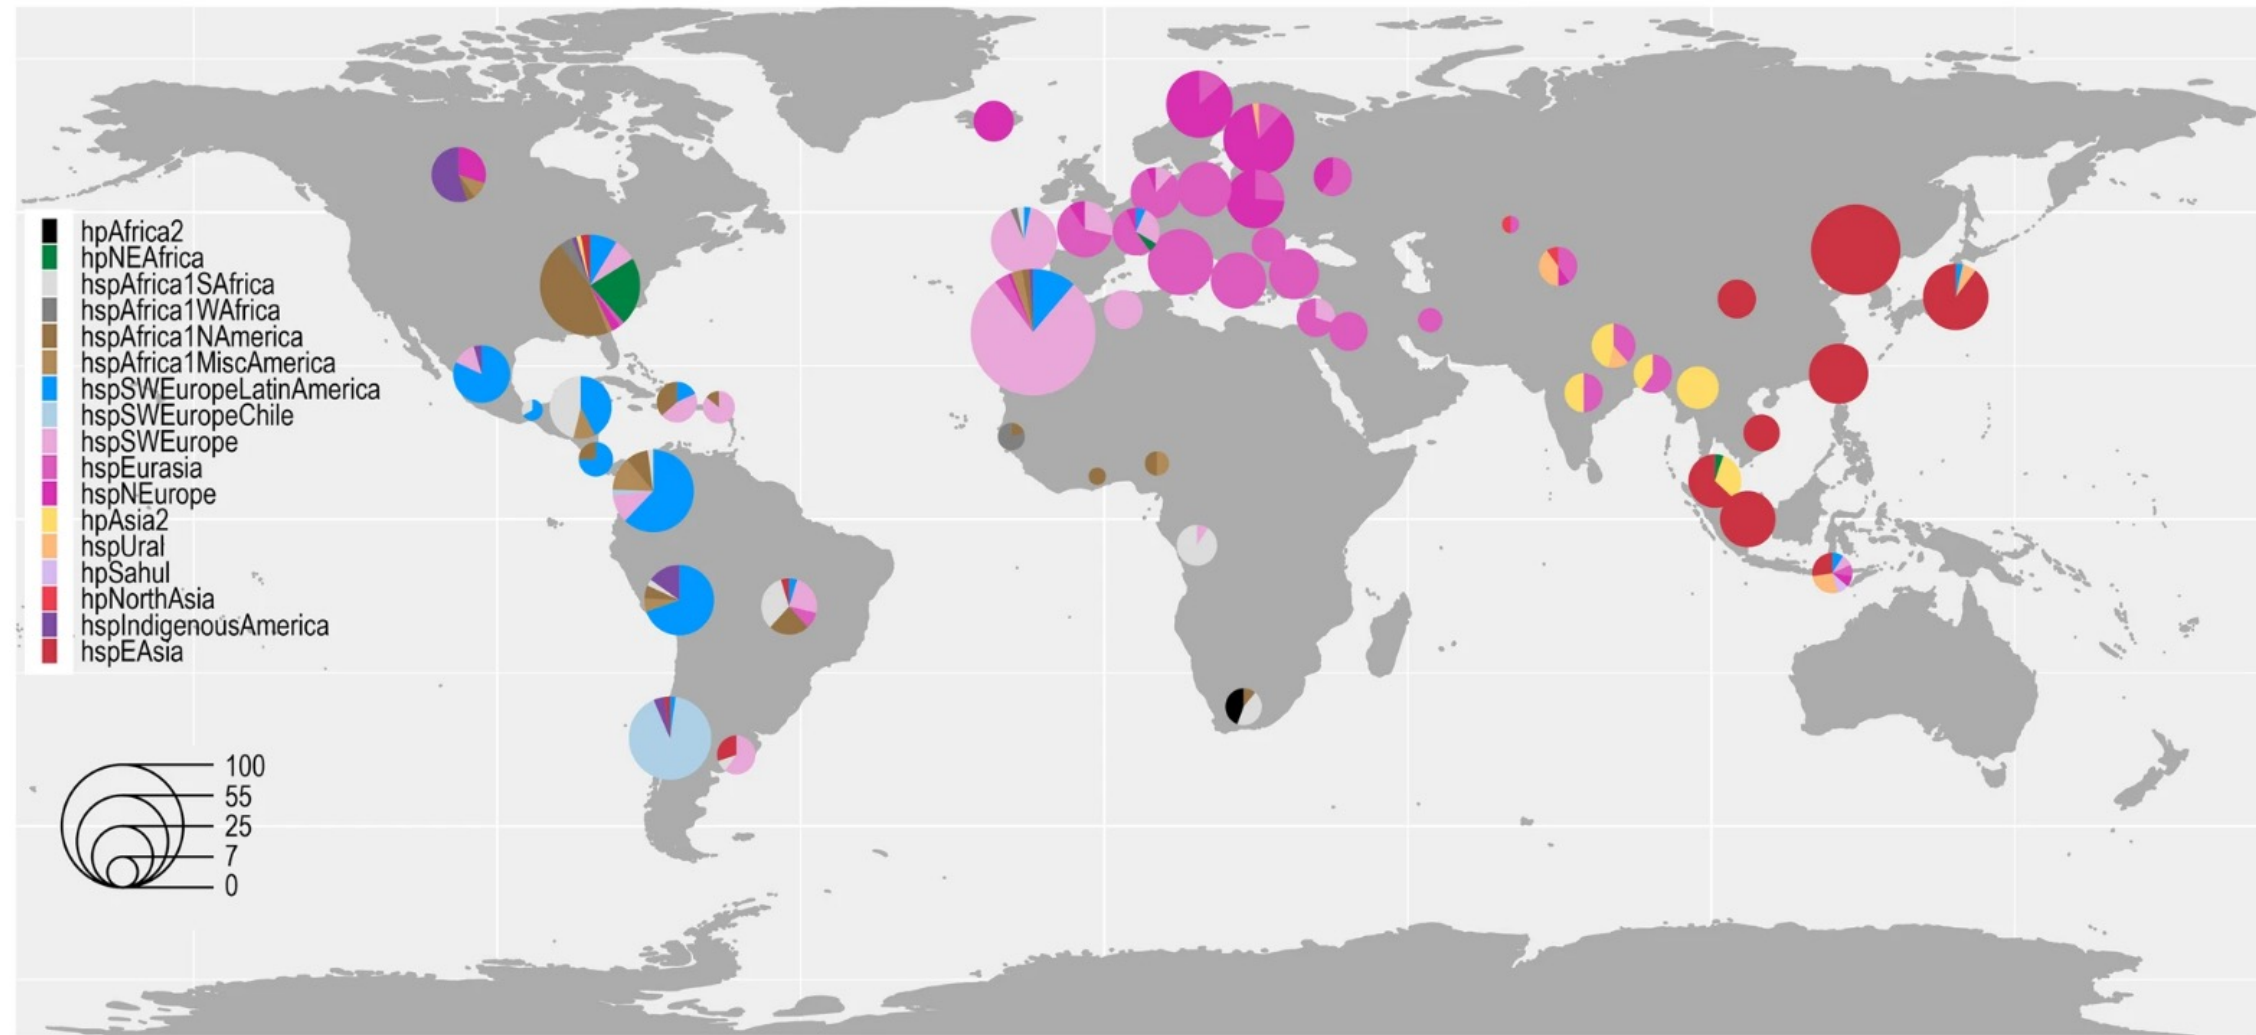 hpAfrica2
hpNEAfrica
hspAfrica1SAfrica
hspAfrica1WAfrica
hspAfrica1NAmerica
hspAfrica1MiscAmerica
hspSWEuropeLatinAmerica
hspSWEuropeChile
hspSWEurope
hspEurasia
hspNEurope
hpAsia2
hspUral
hpSahul
hpNorthAsia
hspIndigenousAmerica
hspEAsia
100
55
25
7
0